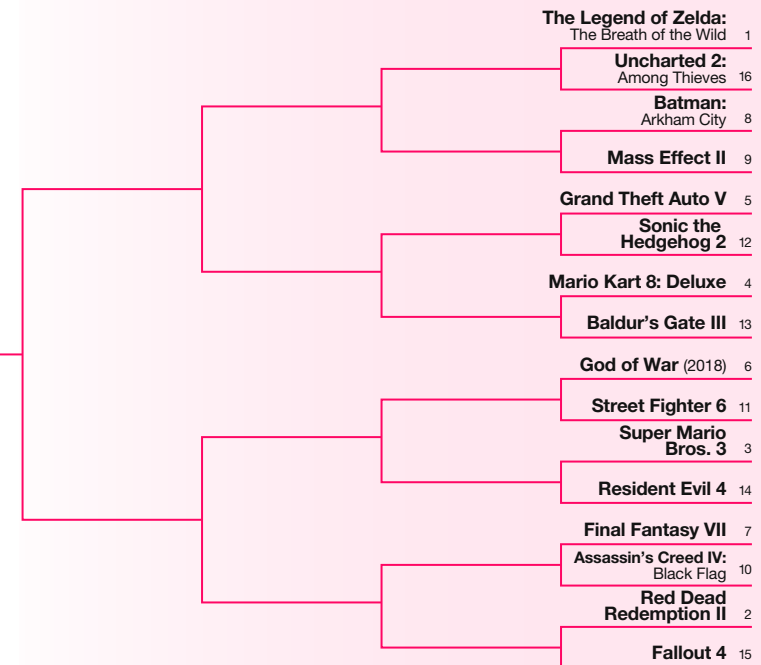 The Legend of Zelda:
The Breath of the Wild 1
Uncharted 2:
Among Thieves 16
Batman:
Arkham City 8
Mass Effect II 9
Grand Theft Auto V 5
Sonic the
Hedgehog 2 12
Mario Kart 8: Deluxe 4
Baldur’s Gate III 13
God of War (2018) 6
Street Fighter 6 11
Super Mario
Bros. 3 3
Resident Evil 4 14
Final Fantasy VII 7
Assassin’s Creed IV:
Black Flag 10
Red Dead
Redemption II 2
Fallout 4 15